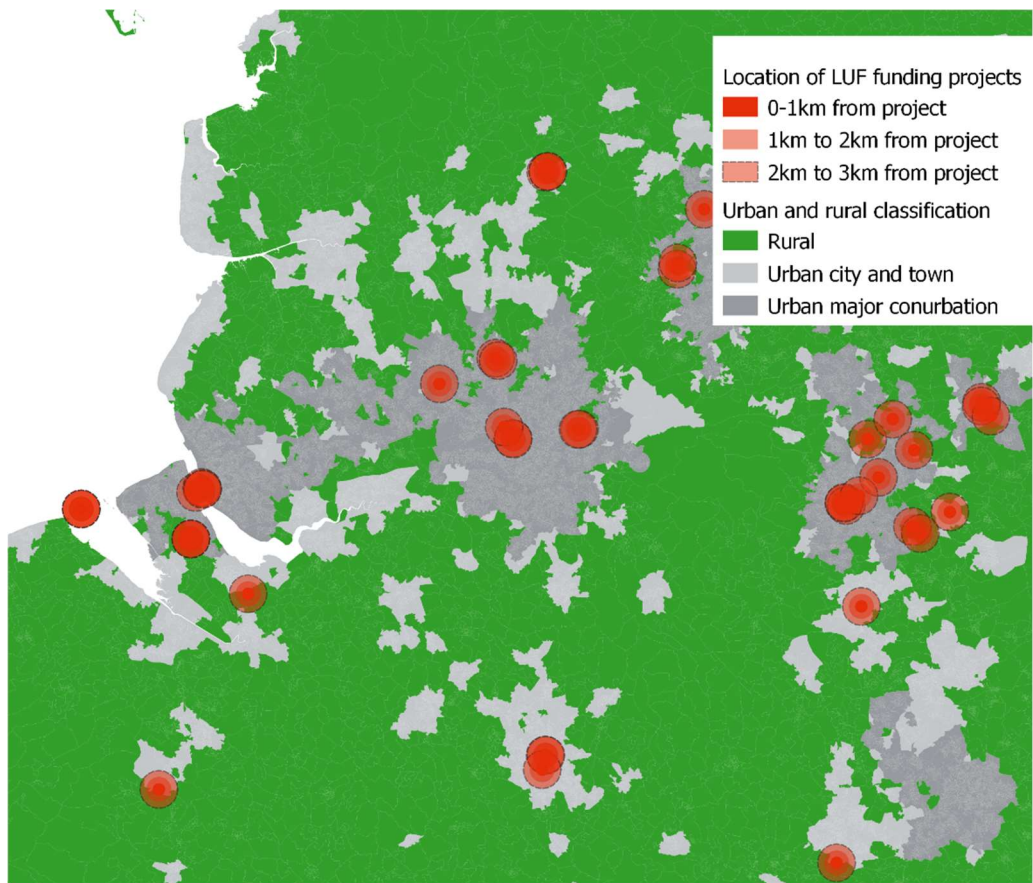 Location of LUF funding projects
0-1km from project
1km to 2km from project
2km to 3km from project
Urban and rural classification
Rural
Urban city and town
Urban major conurbation